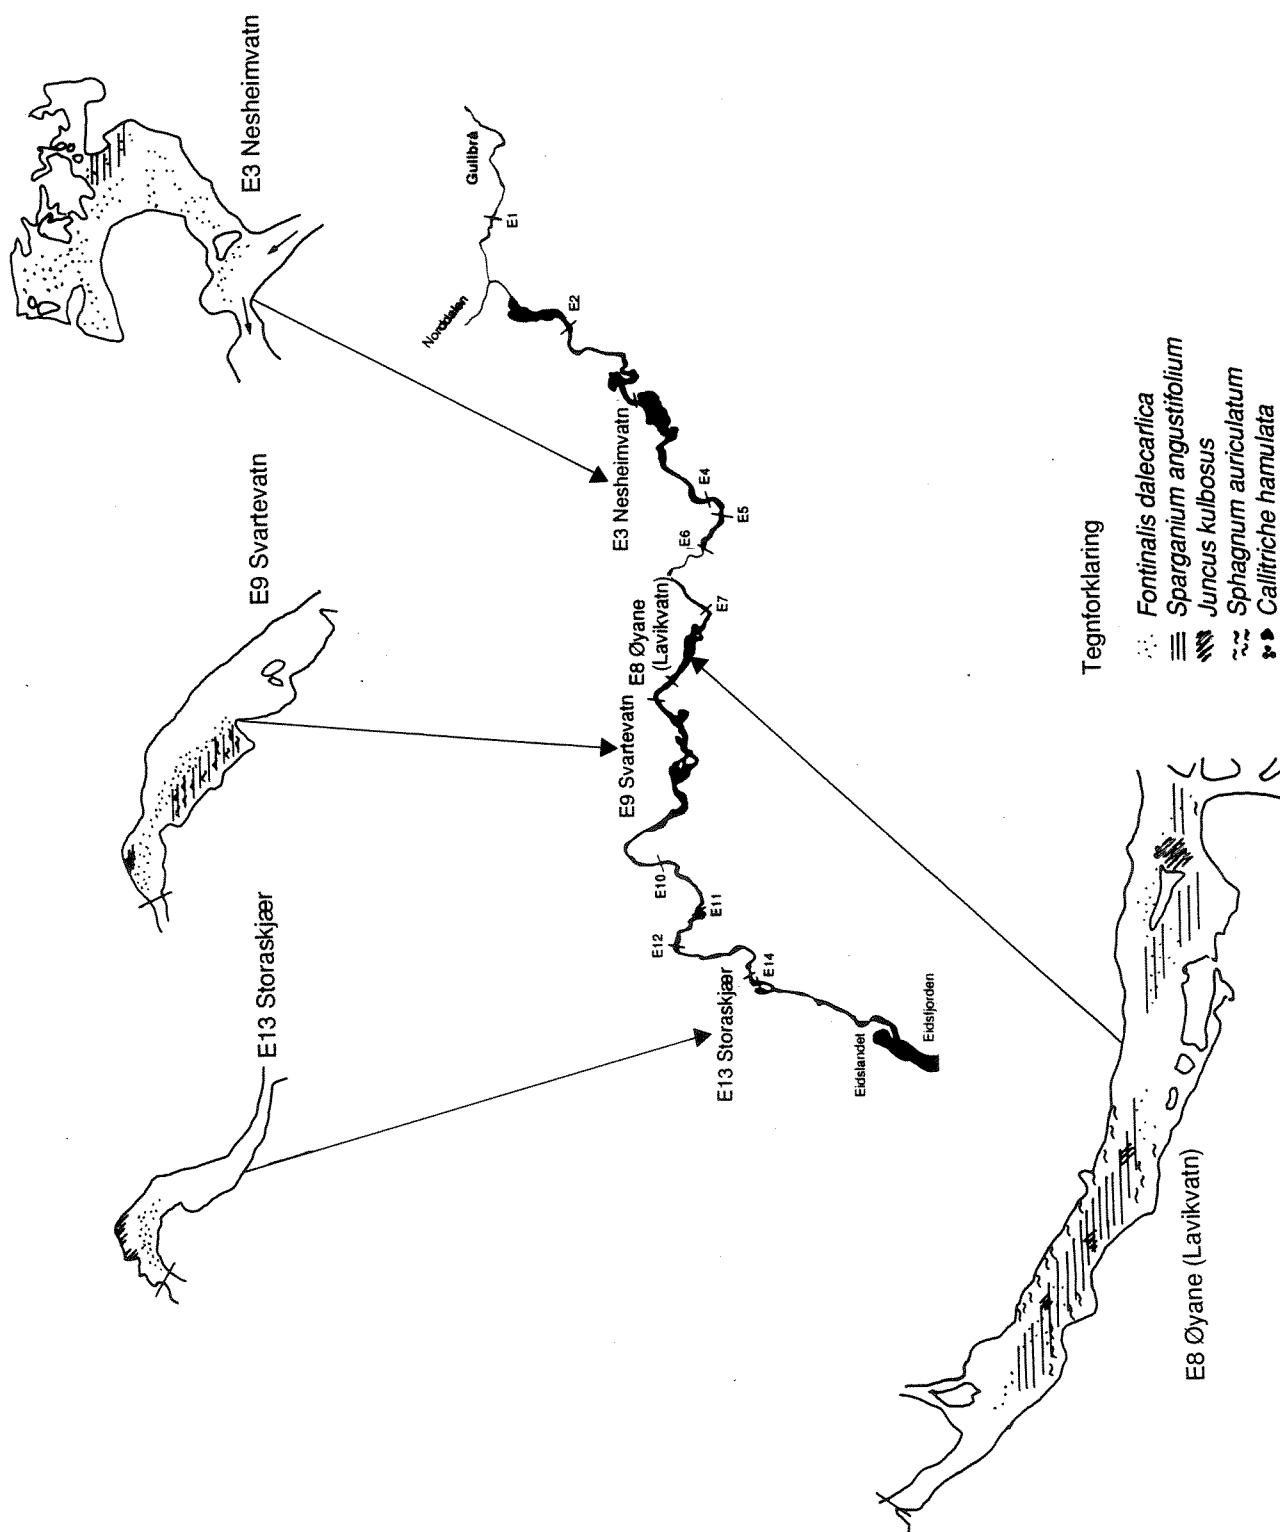 E13 Storaskjær
E9 Svartevatn
E3 Nesheimvatn
Gullbrå
Norddalen
E1
E2
E3 Nesheimvatn
E4
E5
E6
E7
E8 Øyane
(Lavikvatn)
E9 Svartevatn
E10
E11
E12
E13 Storaskjær
E14
Eidslandet
Eidsfjorden
E8 Øyane (Lavikvatn)
Tegnforklaring
Fontinalis dalecarlica
Sparganium angustifolium
Juncus kulbosus
Sphagnum auriculatum
Callitriche hamulata